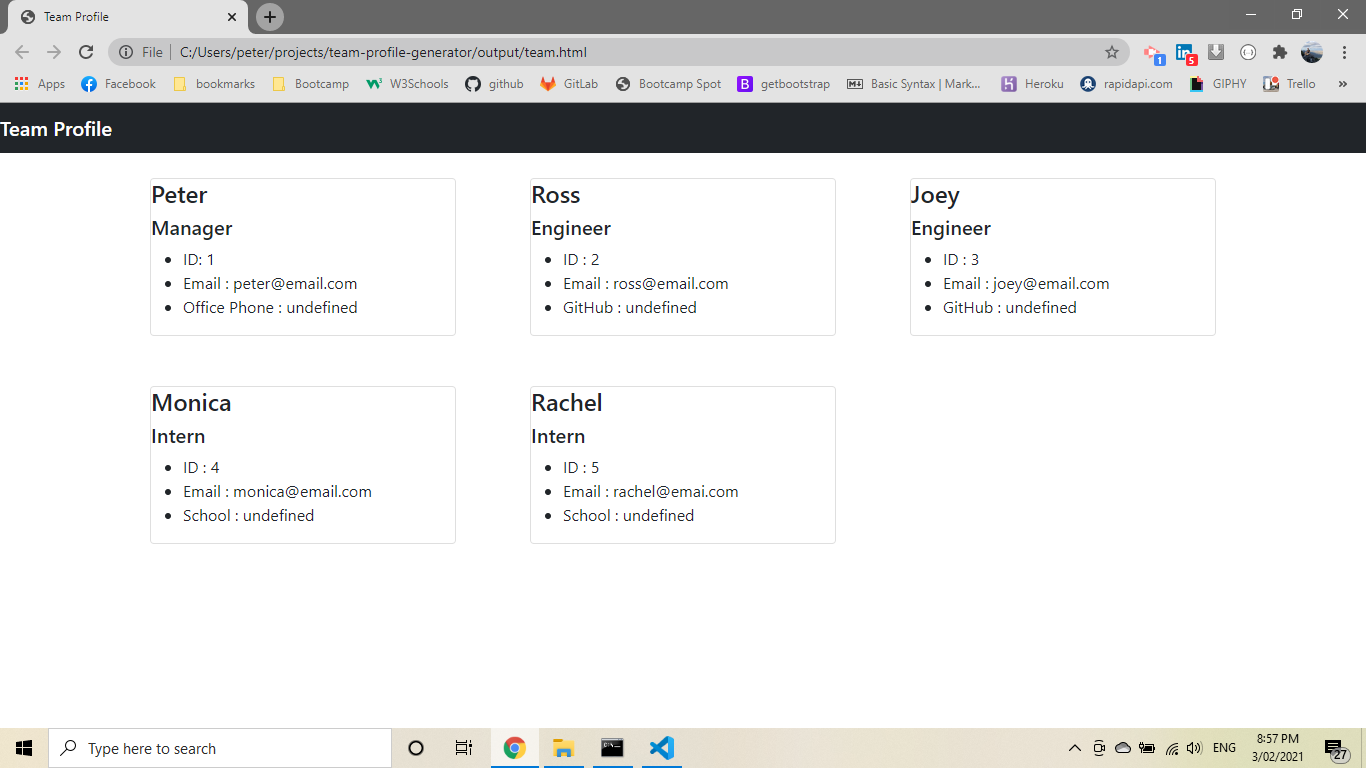 Team Profile
File C:/Users/peter/projects/team-profile-generator/output/team.html
1
5
Apps Facebook bookmarks Bootcamp W3Schools github GitLab Bootcamp Spot getbootstrap Basic Syntax | Mark... Heroku rapidapi.com GIPHY Trello »
Team Profile
Peter
Manager
ID: 1
Email : peter@email.com
Office Phone : undefined
Ross
Engineer
ID : 2
Email : ross@email.com
GitHub : undefined
Joey
Engineer
ID : 3
Email : joey@email.com
GitHub : undefined
Monica
Intern
ID : 4
Email : monica@email.com
School : undefined
Rachel
Intern
ID : 5
Email : rachel@emai.com
School : undefined
Type here to search
ENG
8:57 PM
3/02/2021
27